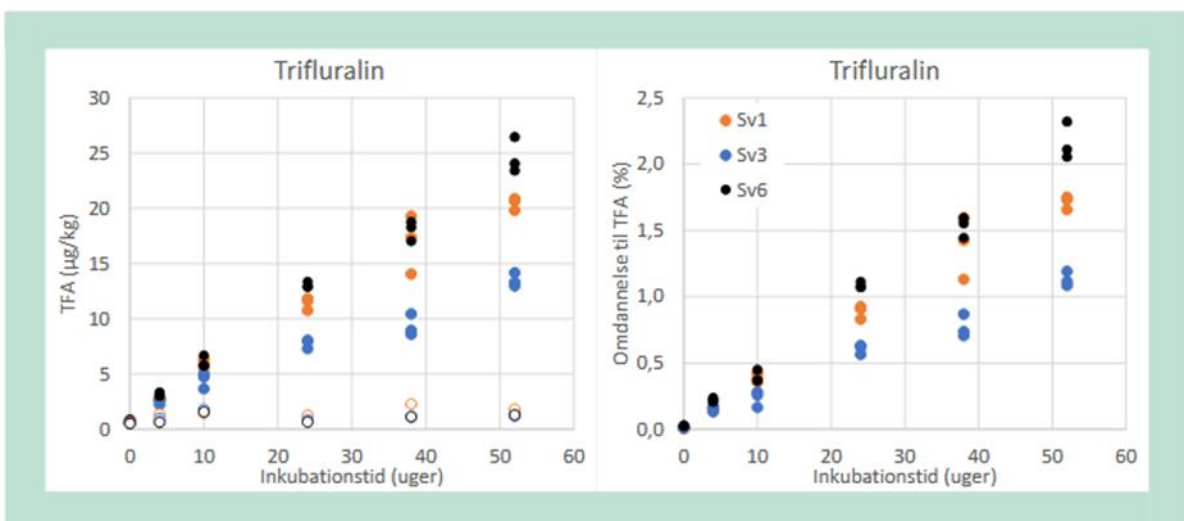 Trifluralin
30
25
20
15
10
5
0
TFA (µg/kg)
0 10 20 30 40 50 60
Inkubationstid (uger)
Trifluralin
2,5
2,0
1,5
1,0
0,5
0,0
Omdannelse til TFA (%)
Sv1
Sv3
Sv6
0 10 20 30 40 50 60
Inkubationstid (uger)